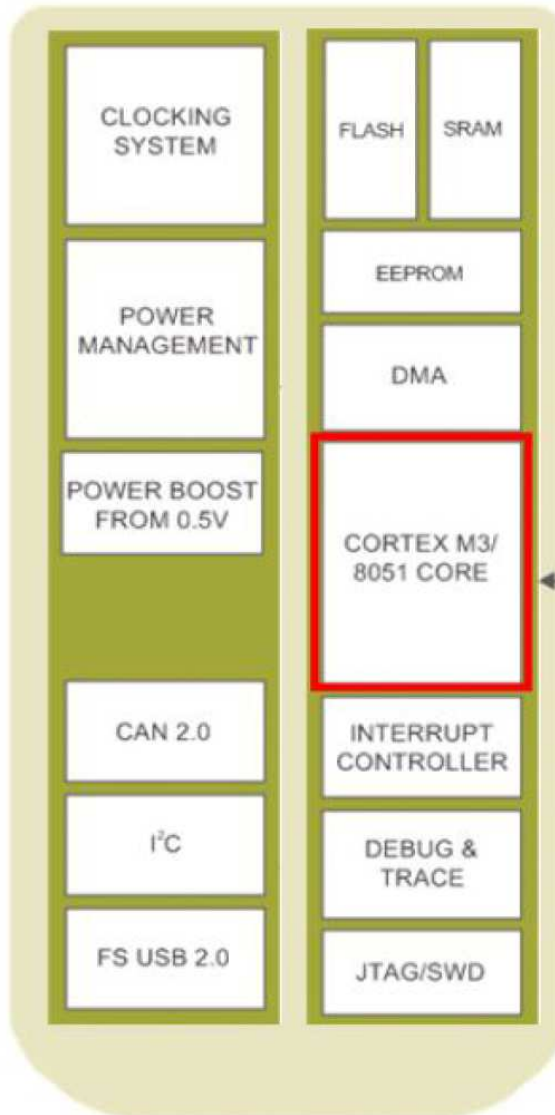 CLOCKING
SYSTEM
POWER
MANAGEMENT
POWER BOOST
FROM 0.5V
CAN 2.0
I²C
FS USB 2.0
FLASH
SRAM
EEPROM
DMA
CORTEX M3/
8051 CORE
INTERRUPT
CONTROLLER
DEBUG &
TRACE
JTAG/SWD